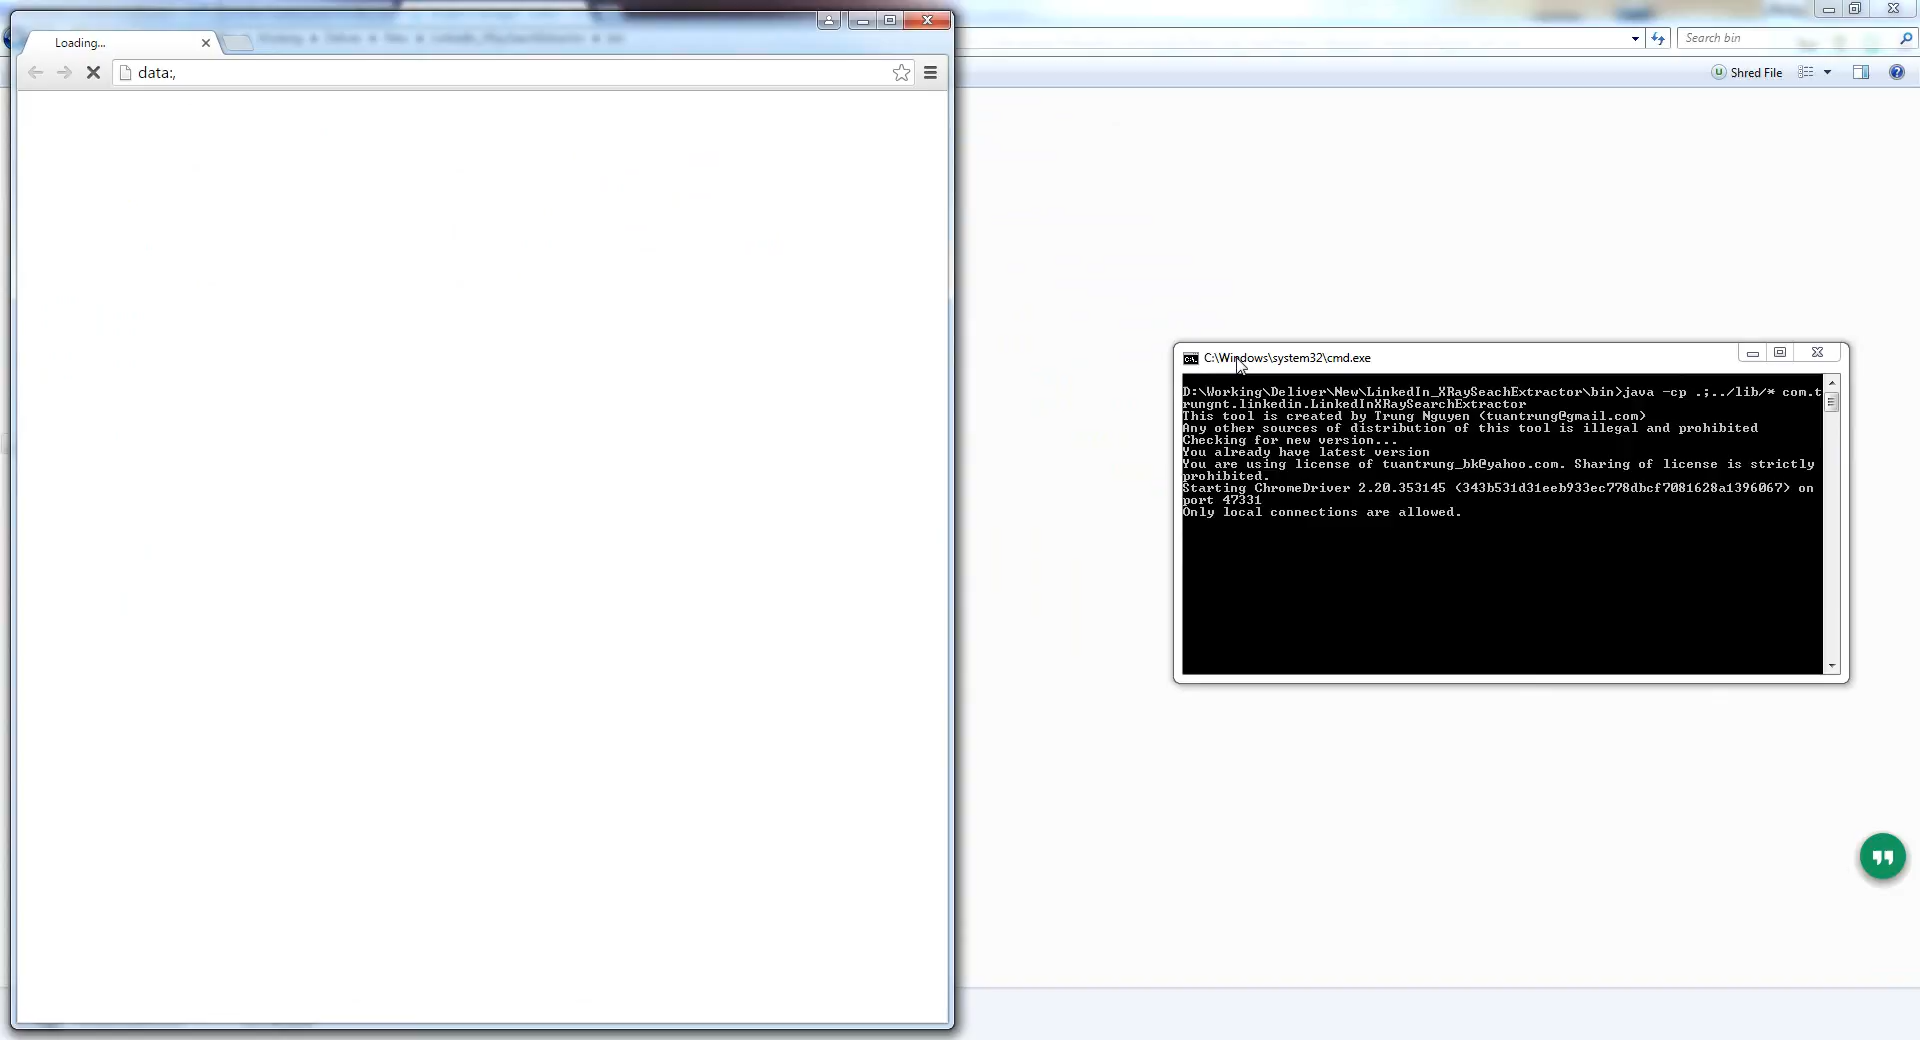 Loading...
data:,
Search bin
Shred File
C:\Windows\system32\cmd.exe
D:\Working\Deliver\New\LinkedIn_XRaySeachExtractor\bin>java -cp .;../lib/* com.t
rungnt.linkedin.LinkedInXRaySearchExtractor
This tool is created by Trung Nguyen (tuantrung@gmail.com)
Any other sources of distribution of this tool is illegal and prohibited
Checking for new version...
You already have latest version
You are using license of tuantrung_bk@yahoo.com. Sharing of license is strictly
prohibited.
Starting ChromeDriver 2.20.353145 (343b531d31eeb933ec778dbcf7081628a1396067) on
port 47331
Only local connections are allowed.